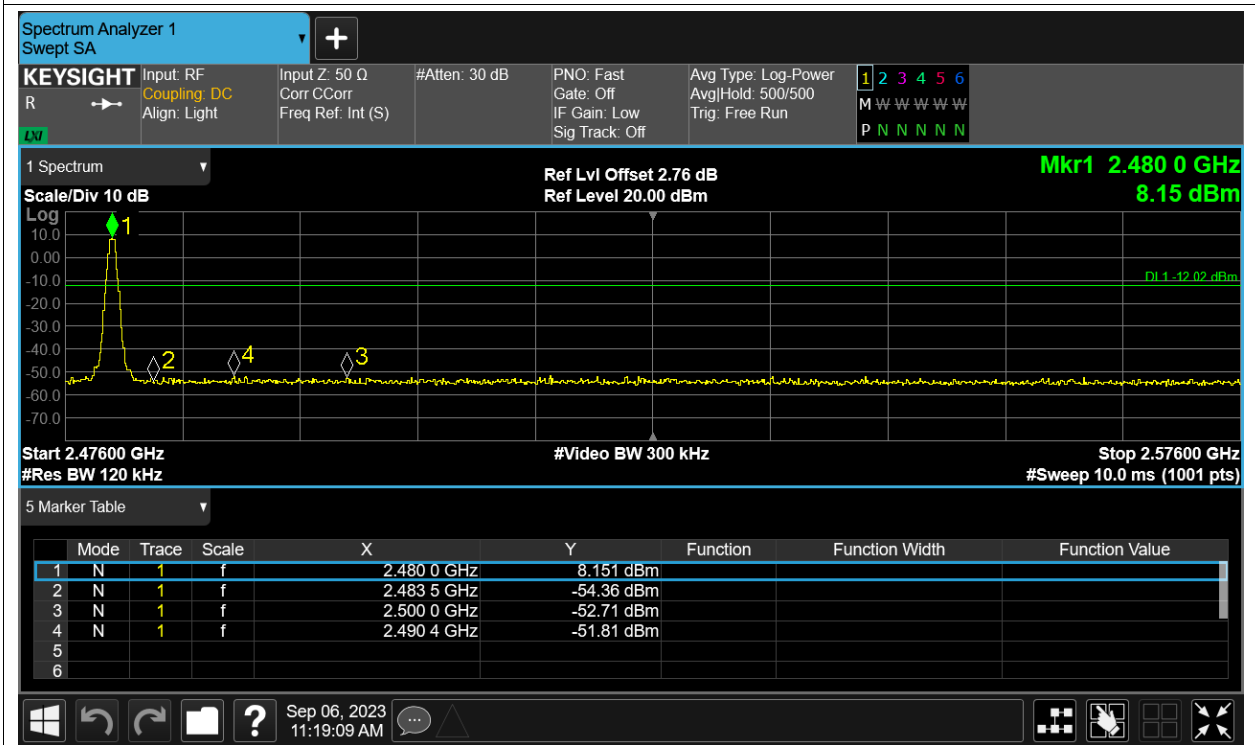 Spectrum Analyzer 1
Swept SA
KEYSIGHT Input: RF Input Z: 50 Ω #Atten: 30 dB PNO: Fast Avg Type: Log-Power 1 2 3 4 5 6
R Coupling: DC Corr CCorr Gate: Off Avg|Hold: 500/500 M W W W W W W
Align: Light Freq Ref: Int (S) IF Gain: Low Trig: Free Run
LXI Sig Track: Off P N N N N N
1 Spectrum Ref Lvl Offset 2.76 dB Mkr1 2.480 0 GHz
Scale/Div 10 dB Ref Level 20.00 dBm 8.15 dBm
Log
1
10.0
0.00
-10.0 DL1 -12.02 dBm
-20.0
-30.0
-40.0
2 4 3
-50.0
-60.0
-70.0
Start 2.47600 GHz #Video BW 300 kHz Stop 2.57600 GHz
#Res BW 120 kHz #Sweep 10.0 ms (1001 pts)
5 Marker Table
Mode Trace Scale X Y Function Function Width Function Value
1 N 1 f 2.480 0 GHz 8.151 dBm
2 N 1 f 2.483 5 GHz -54.36 dBm
3 N 1 f 2.500 0 GHz -52.71 dBm
4 N 1 f 2.490 4 GHz -51.81 dBm
5
6
? Sep 06, 2023
11:19:09 AM